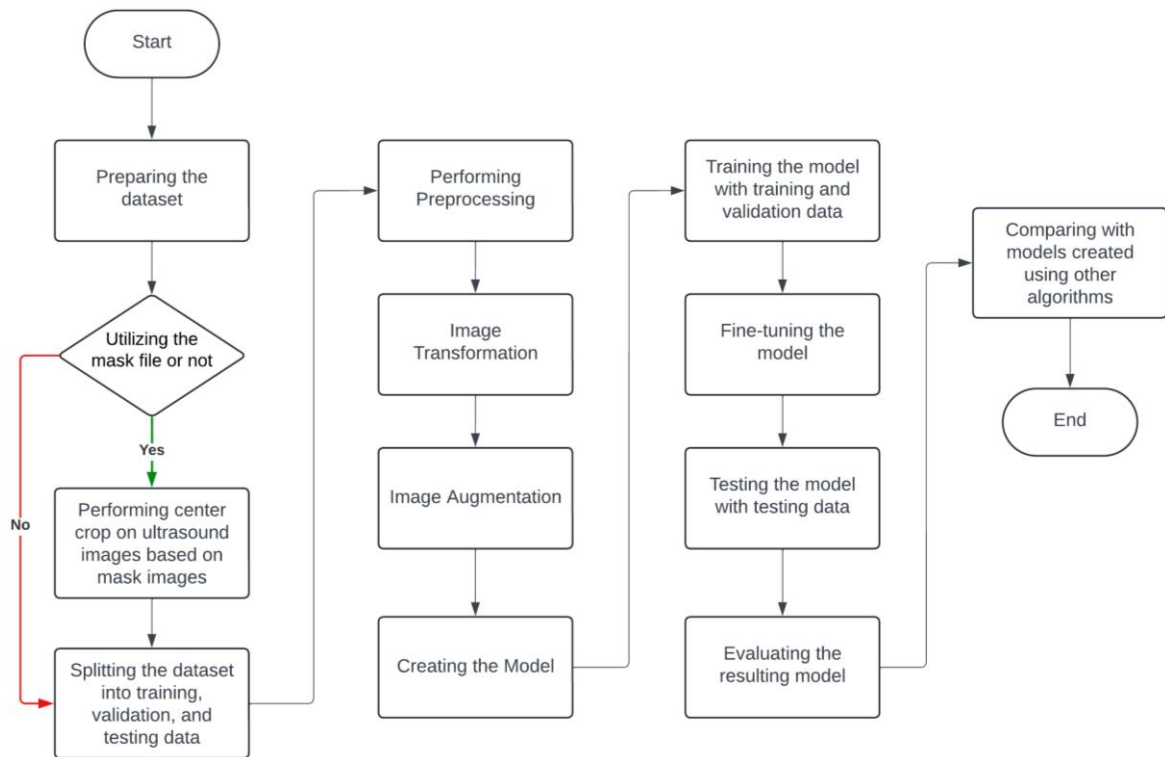 Start
Preparing the
dataset
Utilizing the
mask file or not
Yes
No
Performing center
crop on ultrasound
images based on
mask images
Splitting the dataset
into training,
validation, and
testing data
Performing
Preprocessing
Image
Transformation
Image Augmentation
Creating the Model
Training the model
with training and
validation data
Fine-tuning the
model
Testing the model
with testing data
Evaluating the
resulting model
Comparing with
models created
using other
algorithms
End